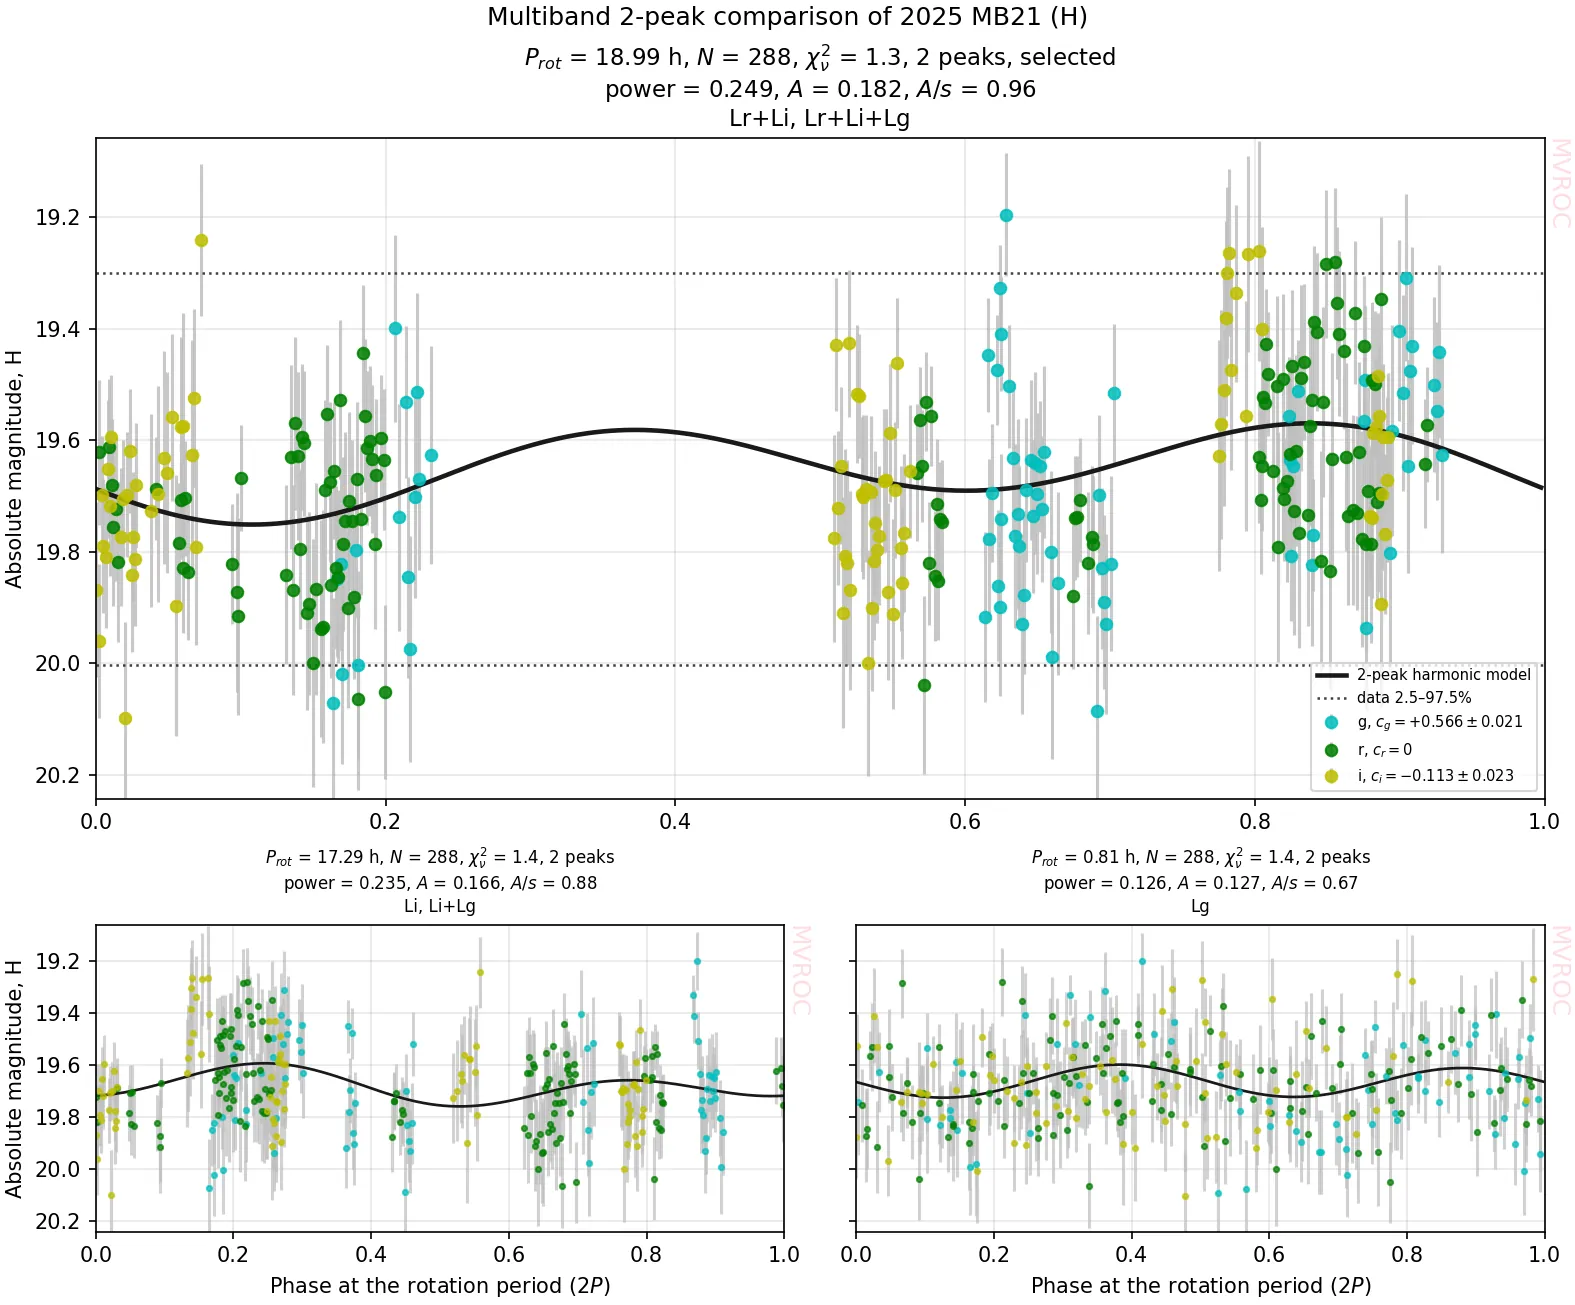 Multiband 2-peak comparison of 2025 MB21 (H)
P_rot = 18.99 h, N = 288, χ²_ν = 1.3, 2 peaks, selected
power = 0.249, A = 0.182, A/s = 0.96
Lr+Li, Lr+Li+Lg
MVROC
Absolute magnitude, H
19.2
19.4
19.6
19.8
20.0
20.2
2-peak harmonic model
data 2.5–97.5%
g, c_g = +0.566 ± 0.021
r, c_r = 0
i, c_i = −0.113 ± 0.023
0.0 0.2 0.4 0.6 0.8 1.0
P_rot = 17.29 h, N = 288, χ²_ν = 1.4, 2 peaks
power = 0.235, A = 0.166, A/s = 0.88
Li, Li+Lg
MVROC
Absolute magnitude, H
19.2
19.4
19.6
19.8
20.0
20.2
0.0 0.2 0.4 0.6 0.8 1.0
Phase at the rotation period (2P)
P_rot = 0.81 h, N = 288, χ²_ν = 1.4, 2 peaks
power = 0.126, A = 0.127, A/s = 0.67
Lg
MVROC
0.0 0.2 0.4 0.6 0.8 1.0
Phase at the rotation period (2P)